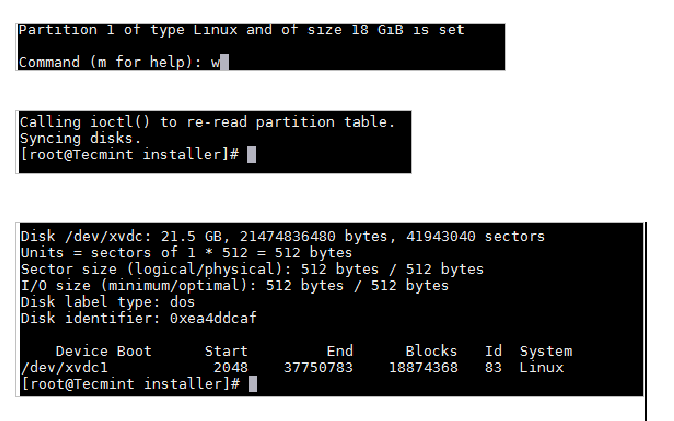 Partition 1 of type Linux and of size 18 GiB is set
Command (m for help): w
Calling ioctl() to re-read partition table.
Syncing disks.
[root@Tecmint installer]#
Disk /dev/xvdc: 21.5 GB, 21474836480 bytes, 41943040 sectors
Units = sectors of 1 * 512 = 512 bytes
Sector size (logical/physical): 512 bytes / 512 bytes
I/O size (minimum/optimal): 512 bytes / 512 bytes
Disk label type: dos
Disk identifier: 0xea4ddcaf
Device Boot Start End Blocks Id System
/dev/xvdc1 2048 37750783 18874368 83 Linux
[root@Tecmint installer]#